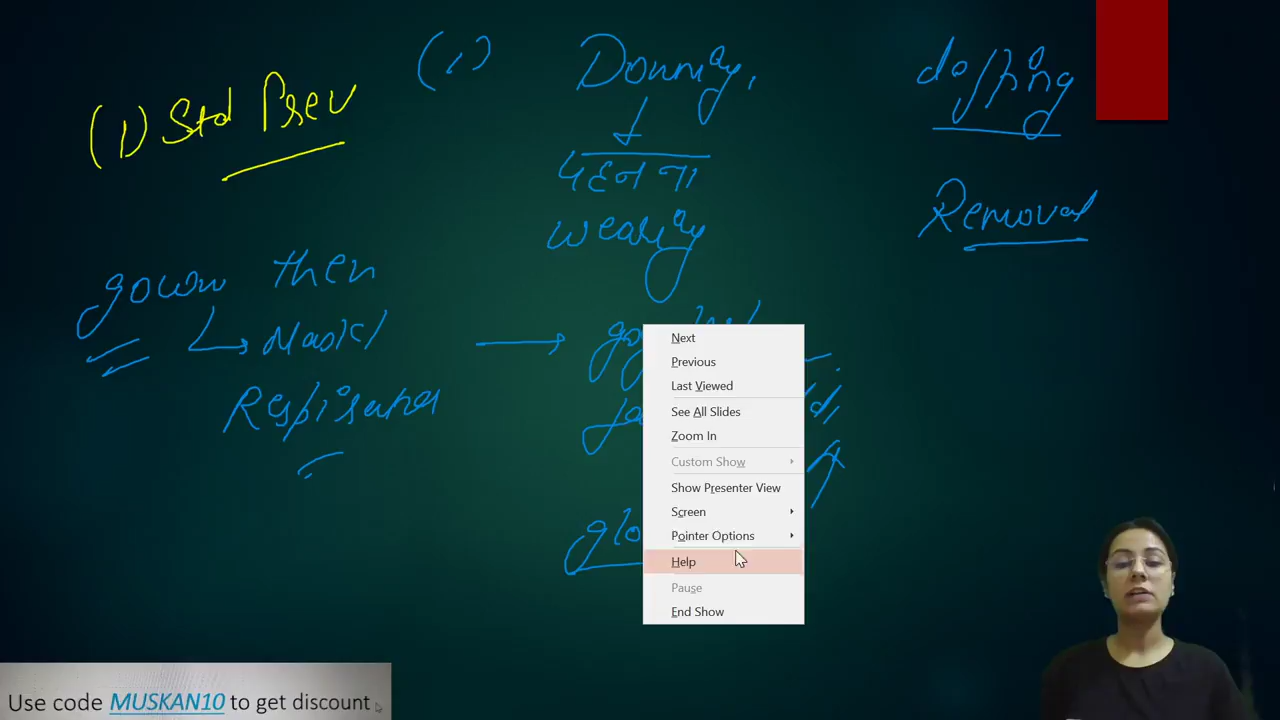 (1) Std Prev
(1) Donning,
doffing
पहनना
wearing
Removal
gown then
Mask/
Respirator
Next
Previous
Last Viewed
See All Slides
Zoom In
Custom Show
Show Presenter View
Screen
Pointer Options
Help
Pause
End Show
Use code MUSKAN10 to get discount